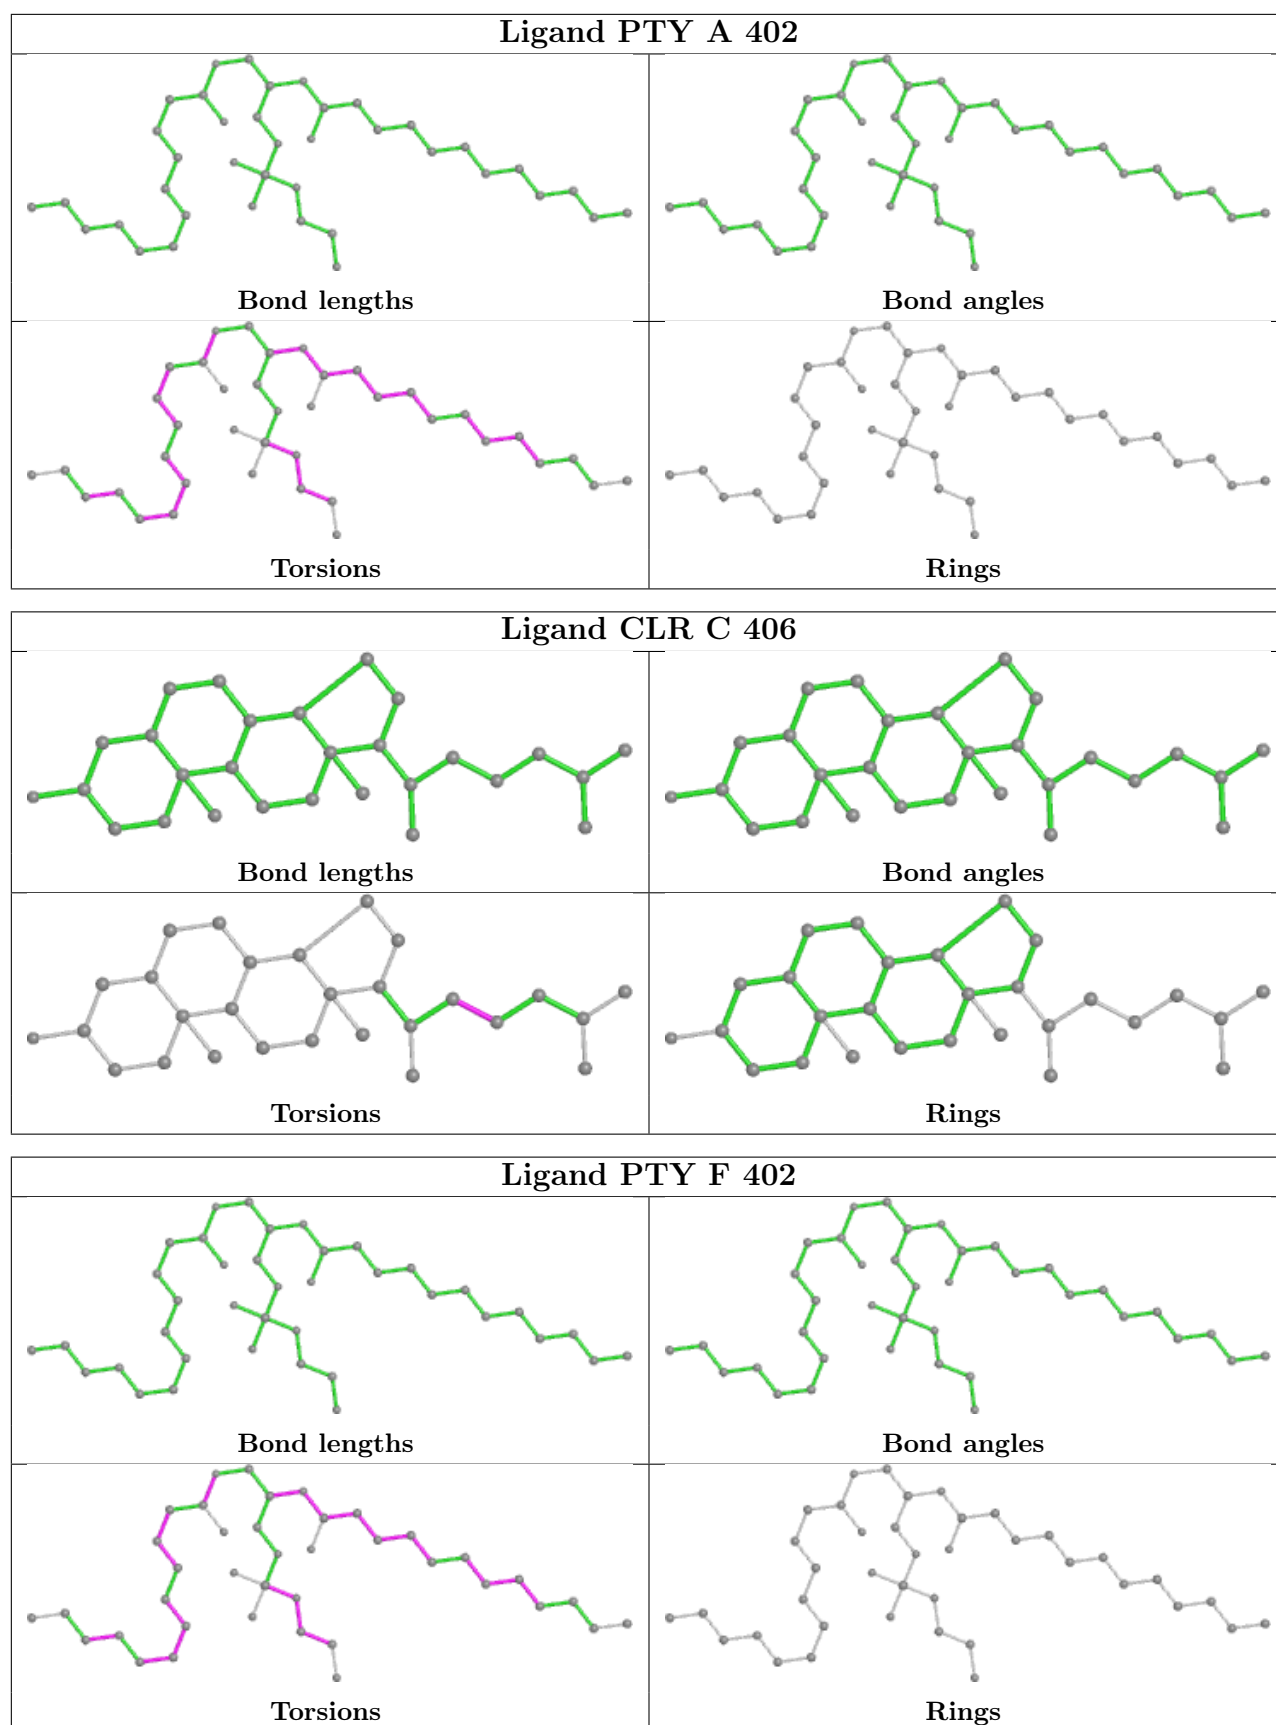 Ligand PTY A 402
Bond lengths
Bond angles
Torsions
Rings
Ligand CLR C 406
Bond lengths
Bond angles
Torsions
Rings
Ligand PTY F 402
Bond lengths
Bond angles
Torsions
Rings